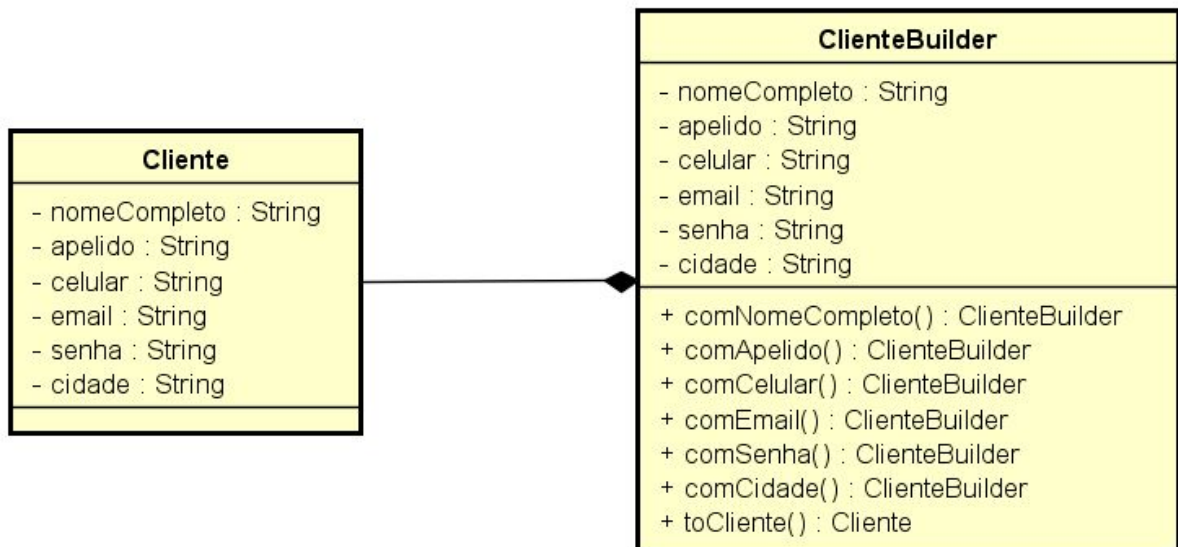 Cliente
- nomeCompleto : String
- apelido : String
- celular : String
- email : String
- senha : String
- cidade : String
ClienteBuilder
- nomeCompleto : String
- apelido : String
- celular : String
- email : String
- senha : String
- cidade : String
+ comNomeCompleto() : ClienteBuilder
+ comApelido() : ClienteBuilder
+ comCelular() : ClienteBuilder
+ comEmail() : ClienteBuilder
+ comSenha() : ClienteBuilder
+ comCidade() : ClienteBuilder
+ toCliente() : Cliente